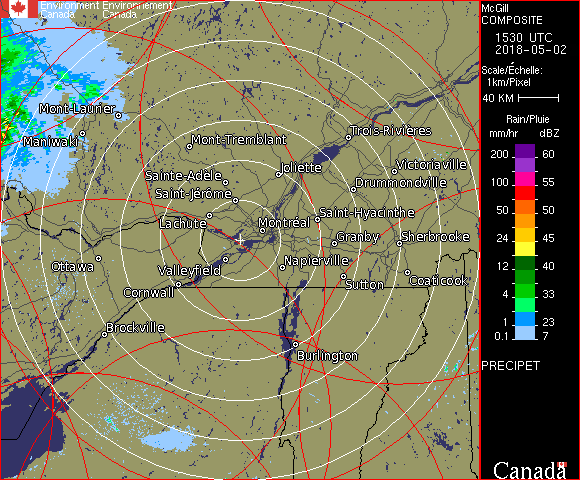 Environment Environnement
Canada Canada
McGill
COMPOSITE
1530 UTC
2018-05-02
Scale/Échelle:
1km/Pixel
40 KM
Rain/Pluie
mm/hr dBZ
200 60
100 55
50 50
24 45
12 40
4 33
1 23
0.1 7
PRECIPET
Canada
Mont-Laurier
Maniwaki
Mont-Tremblant
Trois-Rivières
Joliette
Victoriaville
Sainte-Adèle
Drummondville
Saint-Jérôme
Lachute
Saint-Hyacinthe
Montréal
Granby
Sherbrooke
Ottawa
Valleyfield
Napierville
Sutton
Coaticook
Cornwall
Brockville
Burlington